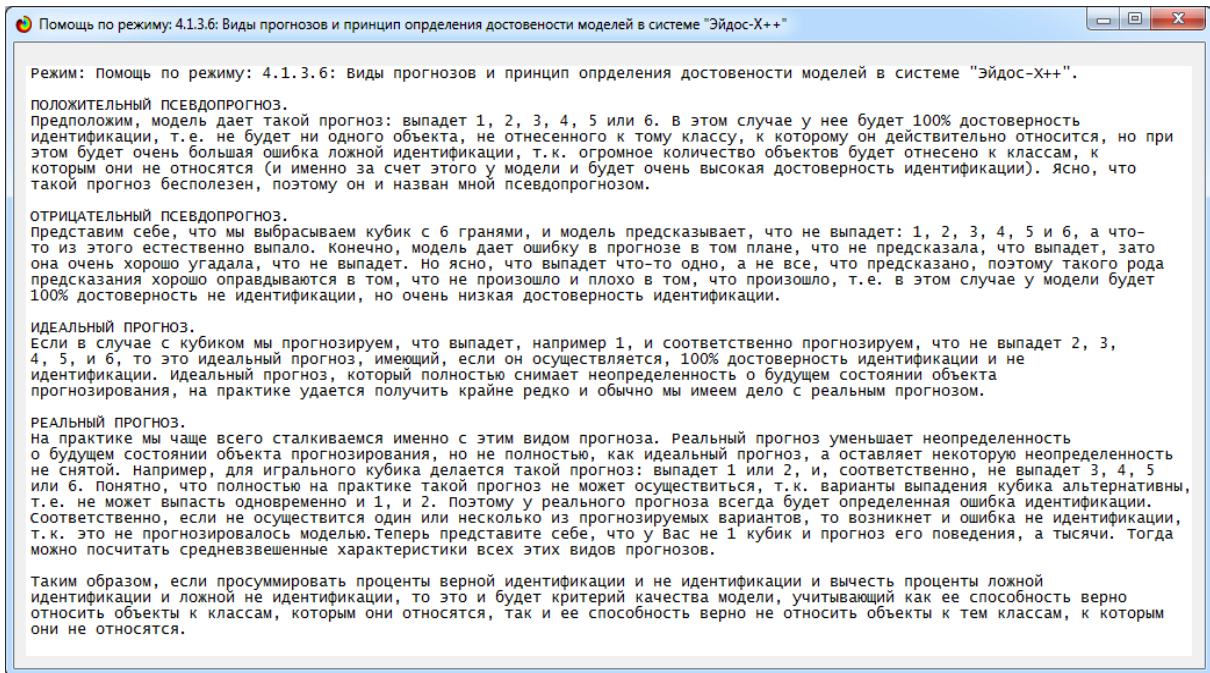 Помощь по режиму: 4.1.3.6: Виды прогнозов и принцип опрделения достовености моделей в системе "Эйдос-X++"
Режим: Помощь по режиму: 4.1.3.6: Виды прогнозов и принцип опрделения достовености моделей в системе "Эйдос-X++".
ПОЛОЖИТЕЛЬНЫЙ ПСЕВДОПРОГНОЗ.
Предположим, модель дает такой прогноз: выпадет 1, 2, 3, 4, 5 или 6. В этом случае у нее будет 100% достоверность
идентификации, т.е. не будет ни одного объекта, не отнесенного к тому классу, к которому он действительно относится, но при
этом будет очень большая ошибка ложной идентификации, т.к. огромное количество объектов будет отнесено к классам, к
которым они не относятся (и именно за счет этого у модели и будет очень высокая достоверность идентификации). Ясно, что
такой прогноз бесполезен, поэтому он и назван мной псевдопрогнозом.
ОТРИЦАТЕЛЬНЫЙ ПСЕВДОПРОГНОЗ.
Представим себе, что мы выбрасываем кубик с 6 гранями, и модель предсказывает, что не выпадет: 1, 2, 3, 4, 5 и 6, а что-
то из этого естественно выпало. Конечно, модель дает ошибку в прогнозе в том плане, что не предсказала, что выпадет, зато
она очень хорошо угадала, что не выпадет. Но ясно, что выпадет что-то одно, а не все, что предсказано, поэтому такого рода
предсказания хорошо оправдываются в том, что не произошло и плохо в том, что произошло, т.е. в этом случае у модели будет
100% достоверность не идентификации, но очень низкая достоверность идентификации.
ИДЕАЛЬНЫЙ ПРОГНОЗ.
Если в случае с кубиком мы прогнозируем, что выпадет, например 1, и соответственно прогнозируем, что не выпадет 2, 3,
4, 5, и 6, то это идеальный прогноз, имеющий, если он осуществляется, 100% достоверность идентификации и не
идентификации. Идеальный прогноз, который полностью снимает неопределенность о будущем состоянии объекта
прогнозирования, на практике удается получить крайне редко и обычно мы имеем дело с реальным прогнозом.
РЕАЛЬНЫЙ ПРОГНОЗ.
На практике мы чаще всего сталкиваемся именно с этим видом прогноза. Реальный прогноз уменьшает неопределенность
о будущем состоянии объекта прогнозирования, но не полностью, как идеальный прогноз, а оставляет некоторую неопределенность
не снятой. Например, для игрального кубика делается такой прогноз: выпадет 1 или 2, и, соответственно, не выпадет 3, 4, 5
или 6. Понятно, что полностью на практике такой прогноз не может осуществиться, т.к. варианты выпадения кубика альтернативны,
т.е. не может выпасть одновременно и 1, и 2. Поэтому у реального прогноза всегда будет определенная ошибка идентификации.
Соответственно, если не осуществится один или несколько из прогнозируемых вариантов, то возникнет и ошибка не идентификации,
т.к. это не прогнозировалось моделью.Теперь представите себе, что у Вас не 1 кубик и прогноз его поведения, а тысячи. Тогда
можно посчитать средневзвешенные характеристики всех этих видов прогнозов.
Таким образом, если просуммировать проценты верной идентификации и не идентификации и вычесть проценты ложной
идентификации и ложной не идентификации, то это и будет критерий качества модели, учитывающий как ее способность верно
относить объекты к классам, которым они относятся, так и ее способность верно не относить объекты к тем классам, к которым
они не относятся.